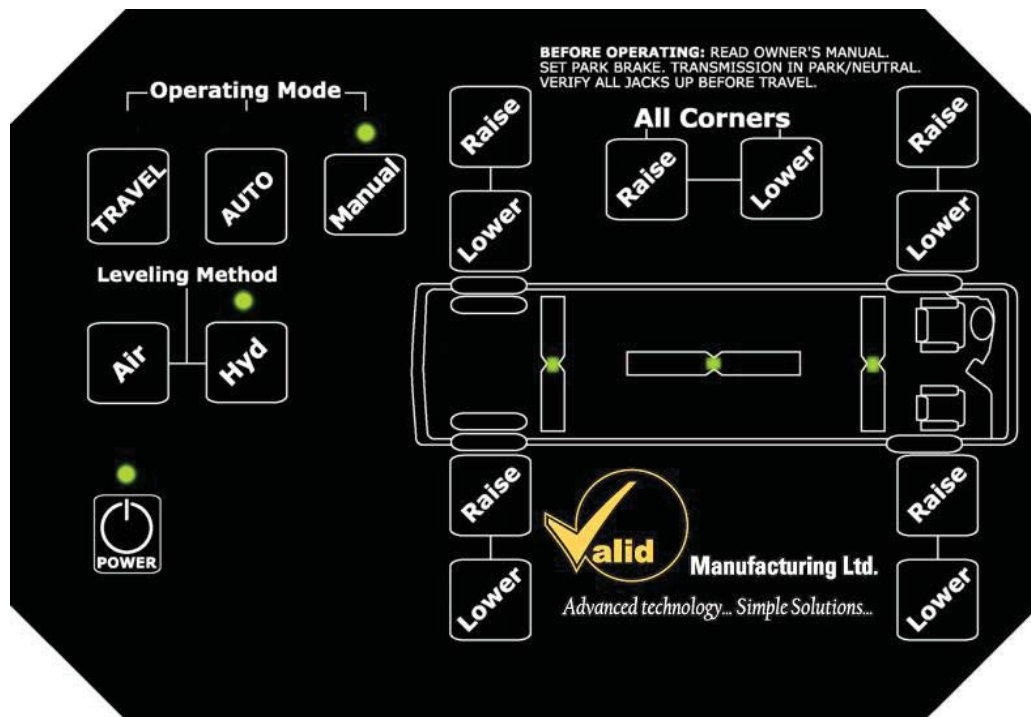 BEFORE OPERATING: READ OWNER'S MANUAL.
SET PARK BRAKE. TRANSMISSION IN PARK/NEUTRAL.
VERIFY ALL JACKS UP BEFORE TRAVEL.
Operating Mode
TRAVEL
AUTO
Manual
Leveling Method
Air
Hyd
POWER
Raise
Lower
All Corners
Raise
Lower
Raise
Lower
Raise
Lower
Valid
Manufacturing Ltd.
Advanced technology... Simple Solutions...
Raise
Lower